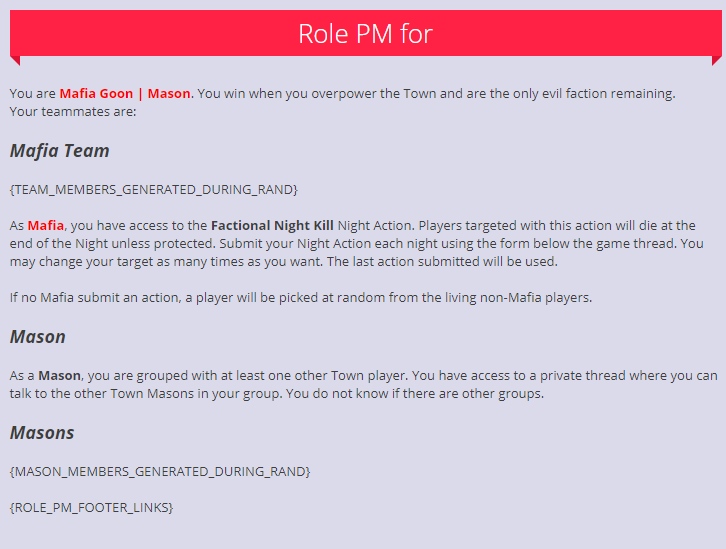 Role PM for
You are Mafia Goon | Mason. You win when you overpower the Town and are the only evil faction remaining.
Your teammates are:
Mafia Team
{TEAM_MEMBERS_GENERATED_DURING_RAND}
As Mafia, you have access to the Factional Night Kill Night Action. Players targeted with this action will die at the
end of the Night unless protected. Submit your Night Action each night using the form below the game thread. You
may change your target as many times as you want. The last action submitted will be used.
If no Mafia submit an action, a player will be picked at random from the living non-Mafia players.
Mason
As a Mason, you are grouped with at least one other Town player. You have access to a private thread where you can
talk to the other Town Masons in your group. You do not know if there are other groups.
Masons
{MASON_MEMBERS_GENERATED_DURING_RAND}
{ROLE_PM_FOOTER_LINKS}